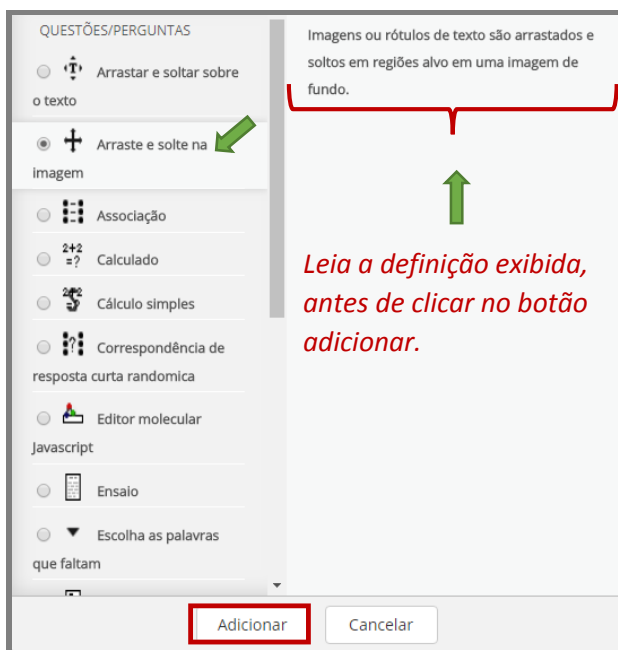 QUESTÕES/PERGUNTAS
Arrastar e soltar sobre
o texto
Arraste e solte na
imagem
Associação
2+2
=?
Calculado
Cálculo simples
Correspondência de
resposta curta randomica
Editor molecular
Javascript
Ensaio
Escolha as palavras
que faltam
Imagens ou rótulos de texto são arrastados e
soltos em regiões alvo em uma imagem de
fundo.
Leia a definição exibida,
antes de clicar no botão
adicionar.
Adicionar
Cancelar